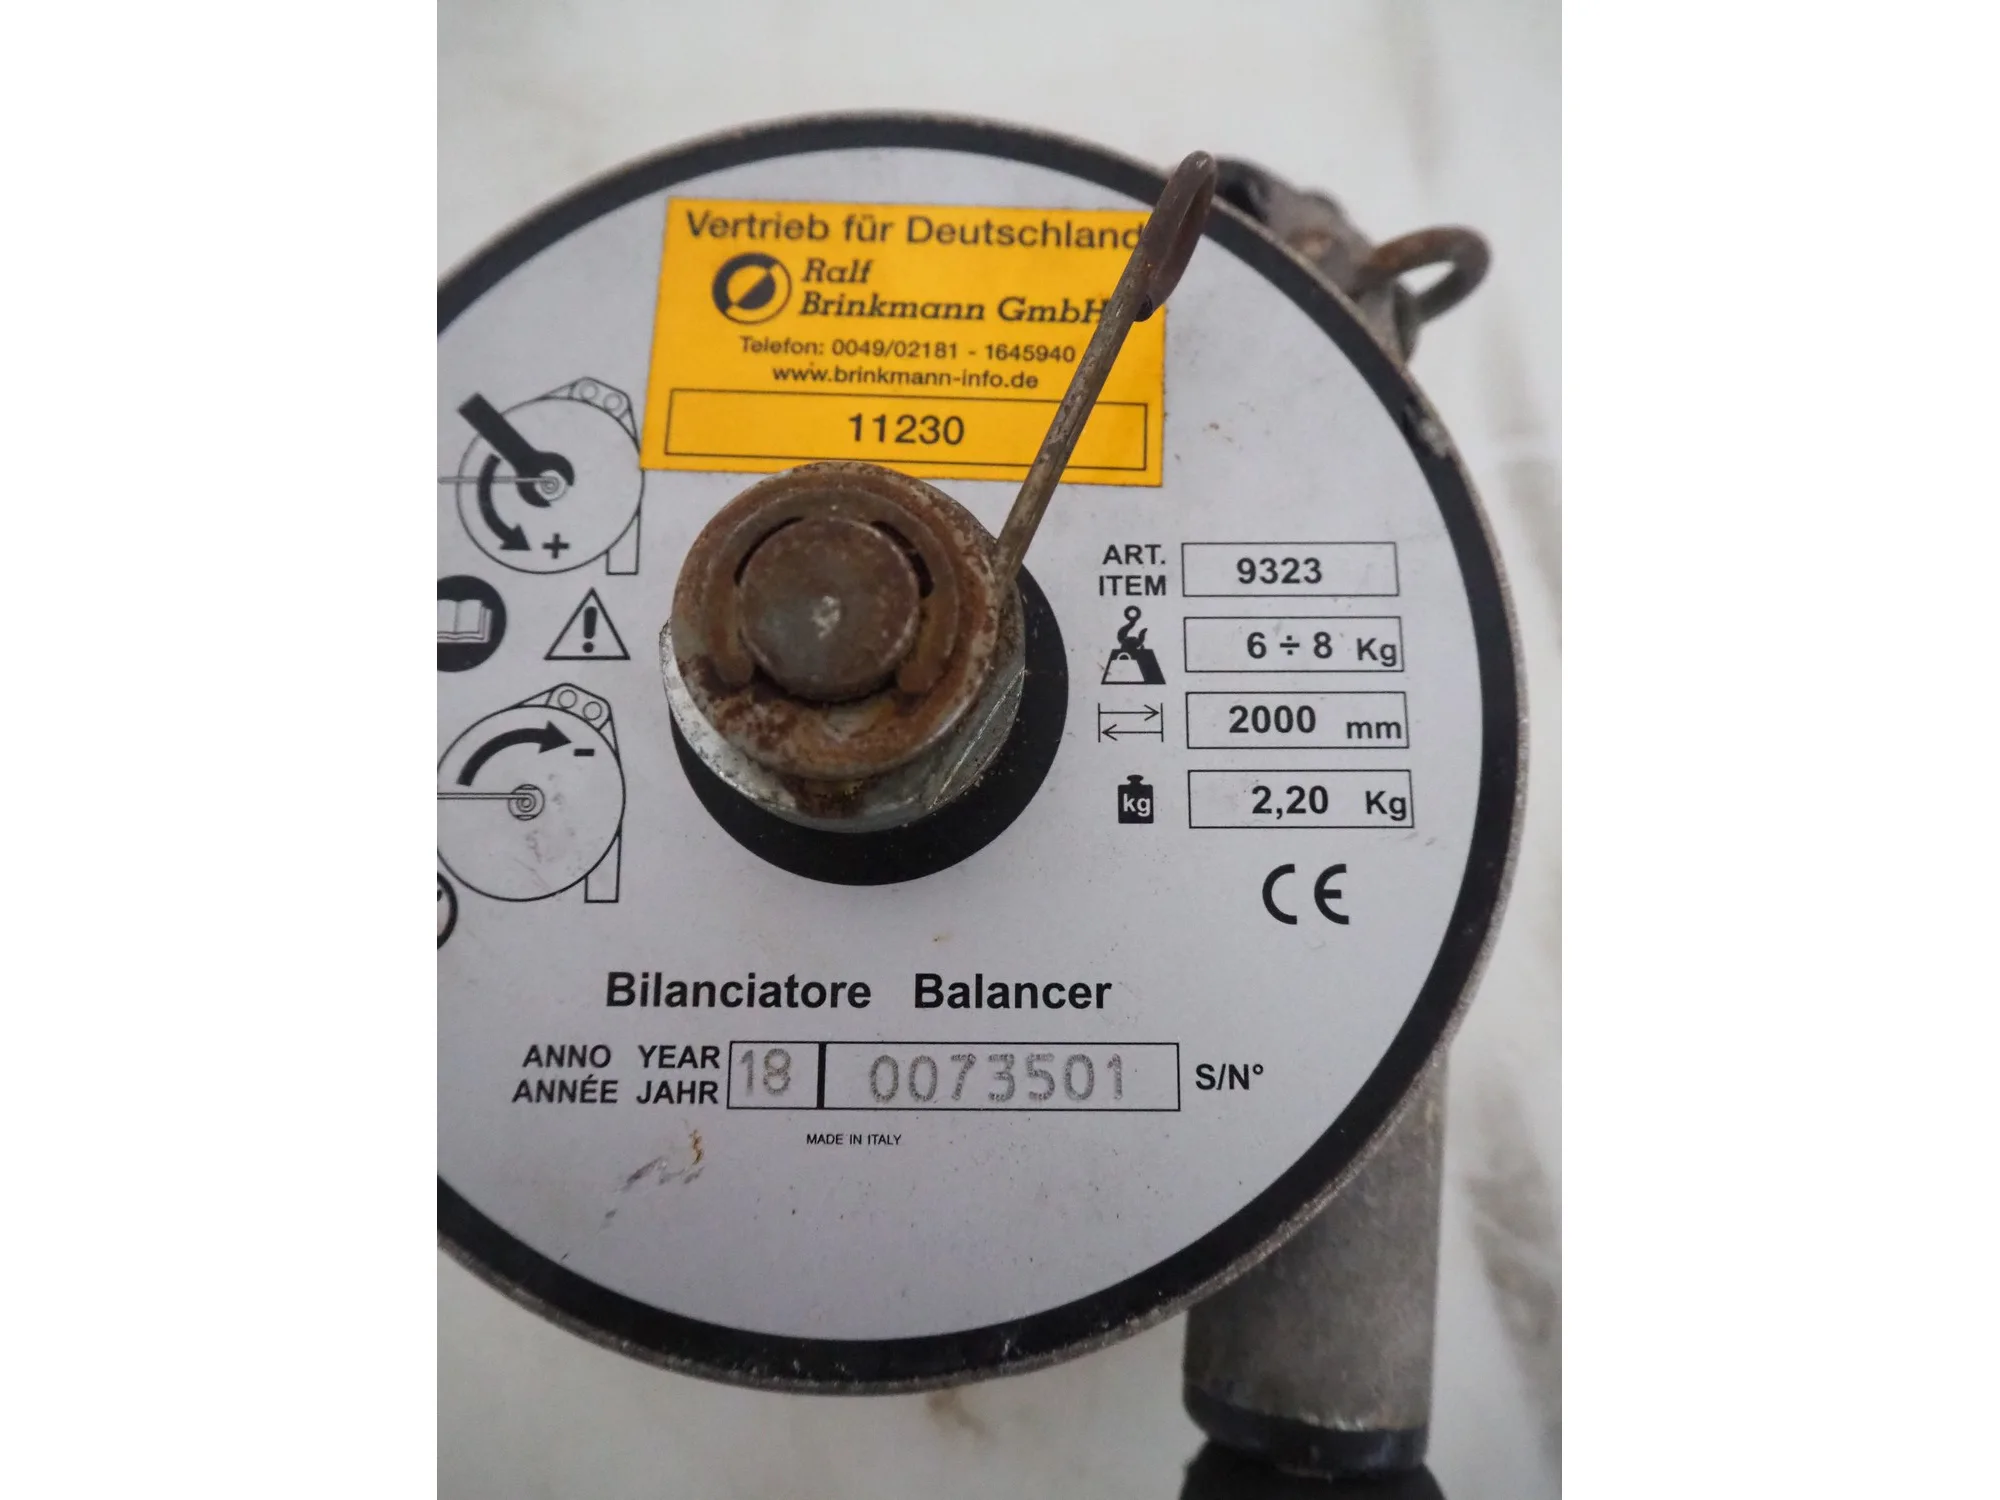 Vertrieb für Deutschland
Ralf
Brinkmann GmbH
Telefon: 0049/02181 - 1645940
www.brinkmann-info.de
11230
+
ART. ITEM 9323
6 ÷ 8 Kg
2000 mm
kg 2,20 Kg
-
CE
Bilanciatore Balancer
ANNO YEAR
ANNÉE JAHR 18 0073501 S/N°
MADE IN ITALY